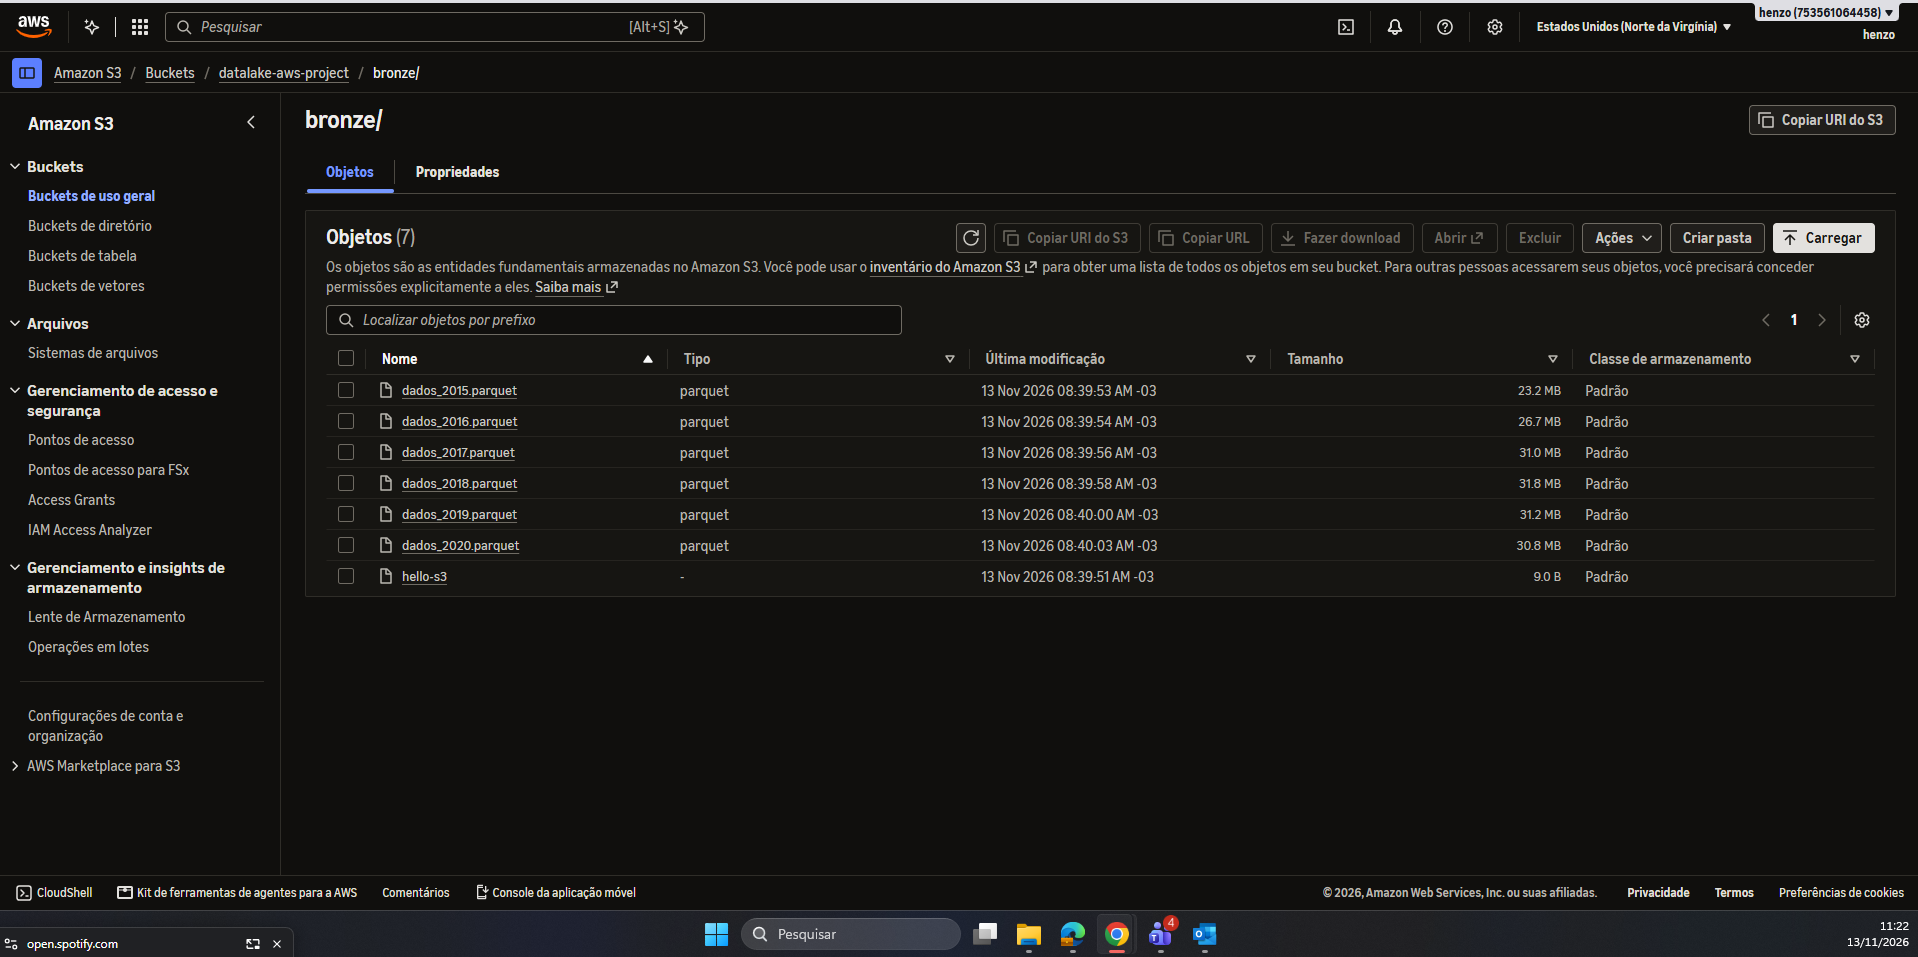 aws
Pesquisar [Alt+S]
Estados Unidos (Norte da Virgínia)
henzo (753561064458)
henzo
Amazon S3 / Buckets / datalake-aws-project / bronze/
Amazon S3
Buckets
Buckets de uso geral
Buckets de diretório
Buckets de tabela
Buckets de vetores
Arquivos
Sistemas de arquivos
Gerenciamento de acesso e
segurança
Pontos de acesso
Pontos de acesso para FSx
Access Grants
IAM Access Analyzer
Gerenciamento e insights de
armazenamento
Lente de Armazenamento
Operações em lotes
Configurações de conta e
organização
AWS Marketplace para S3
bronze/
Copiar URI do S3
Objetos Propriedades
Objetos (7)
Copiar URI do S3 Copiar URL Fazer download Abrir Excluir Ações Criar pasta Carregar
Os objetos são as entidades fundamentais armazenadas no Amazon S3. Você pode usar o inventário do Amazon S3 para obter uma lista de todos os objetos em seu bucket. Para outras pessoas acessarem seus objetos, você precisará conceder
permissões explicitamente a eles. Saiba mais
Localizar objetos por prefixo
1
Nome Tipo Última modificação Tamanho Classe de armazenamento
dados_2015.parquet parquet 13 Nov 2026 08:39:53 AM -03 23.2 MB Padrão
dados_2016.parquet parquet 13 Nov 2026 08:39:54 AM -03 26.7 MB Padrão
dados_2017.parquet parquet 13 Nov 2026 08:39:56 AM -03 31.0 MB Padrão
dados_2018.parquet parquet 13 Nov 2026 08:39:58 AM -03 31.8 MB Padrão
dados_2019.parquet parquet 13 Nov 2026 08:40:00 AM -03 31.2 MB Padrão
dados_2020.parquet parquet 13 Nov 2026 08:40:03 AM -03 30.8 MB Padrão
hello-s3 - 13 Nov 2026 08:39:51 AM -03 9.0 B Padrão
CloudShell Kit de ferramentas de agentes para a AWS Comentários Console da aplicação móvel
© 2026, Amazon Web Services, Inc. ou suas afiliadas. Privacidade Termos Preferências de cookies
open.spotify.com
Pesquisar
4
11:22
13/11/2026